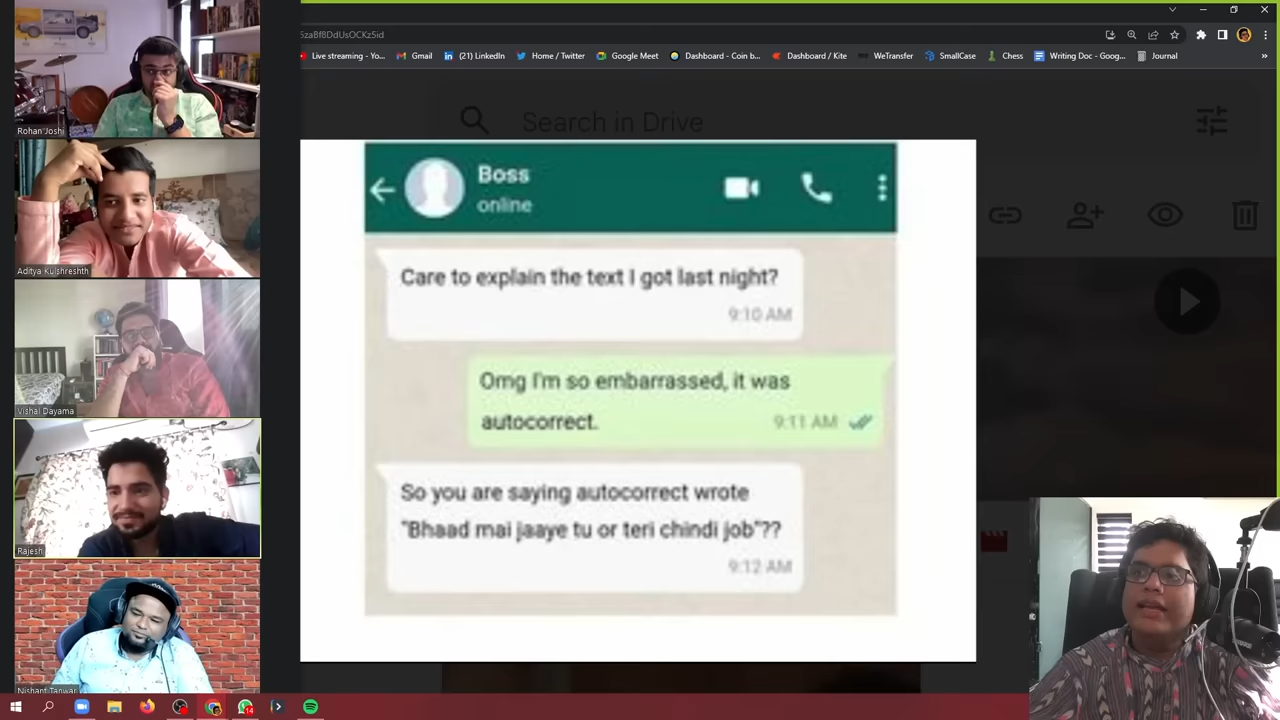 5zaBf8DdUsOCKz5id
Live streaming - Yo...
Gmail
(21) LinkedIn
Home / Twitter
Google Meet
Dashboard - Coin b...
Dashboard / Kite
WeTransfer
SmallCase
Chess
Writing Doc - Goog...
Journal
»
Search in Drive
Rohan Joshi
Aditya Kulshreshth
Vishal Dayama
Rajesh
Nishant Tanwar
Boss
online
Care to explain the text I got last night?
9:10 AM
Omg I'm so embarrassed, it was
autocorrect.
9:11 AM
So you are saying autocorrect wrote
"Bhaad mai jaaye tu or teri chindi job"??
9:12 AM
14